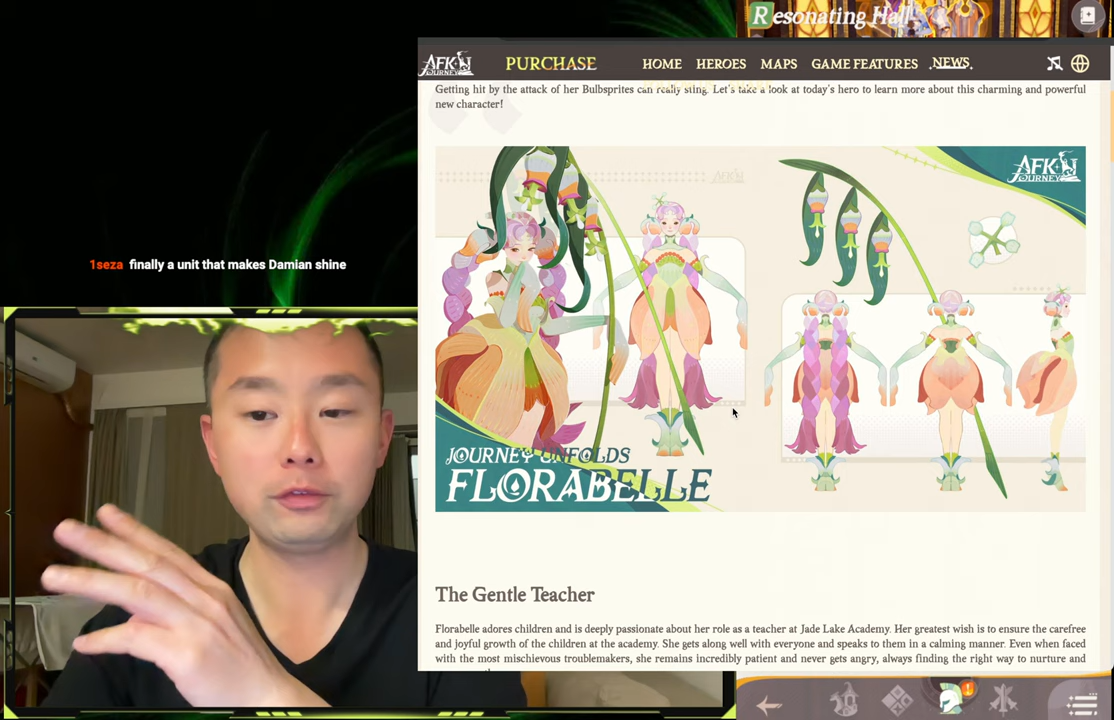 Resonating Hall
AFK
JOURNEY
PURCHASE
HOME
HEROES
MAPS
GAME FEATURES
NEWS
Getting hit by the attack of her Bulbsprites can really sting. Let's take a look at today's hero to learn more about this charming and powerful
new character!
AFK
JOURNEY
1seza finally a unit that makes Damian shine
JOURNEY UNFOLDS
FLORABELLE
The Gentle Teacher
Florabelle adores children and is deeply passionate about her role as a teacher at Jade Lake Academy. Her greatest wish is to ensure the carefree
and joyful growth of the children at the academy. She gets along well with everyone and speaks to them in a calming manner. Even when faced
with the most mischievous troublemakers, she remains incredibly patient and never gets angry, always finding the right way to nurture and